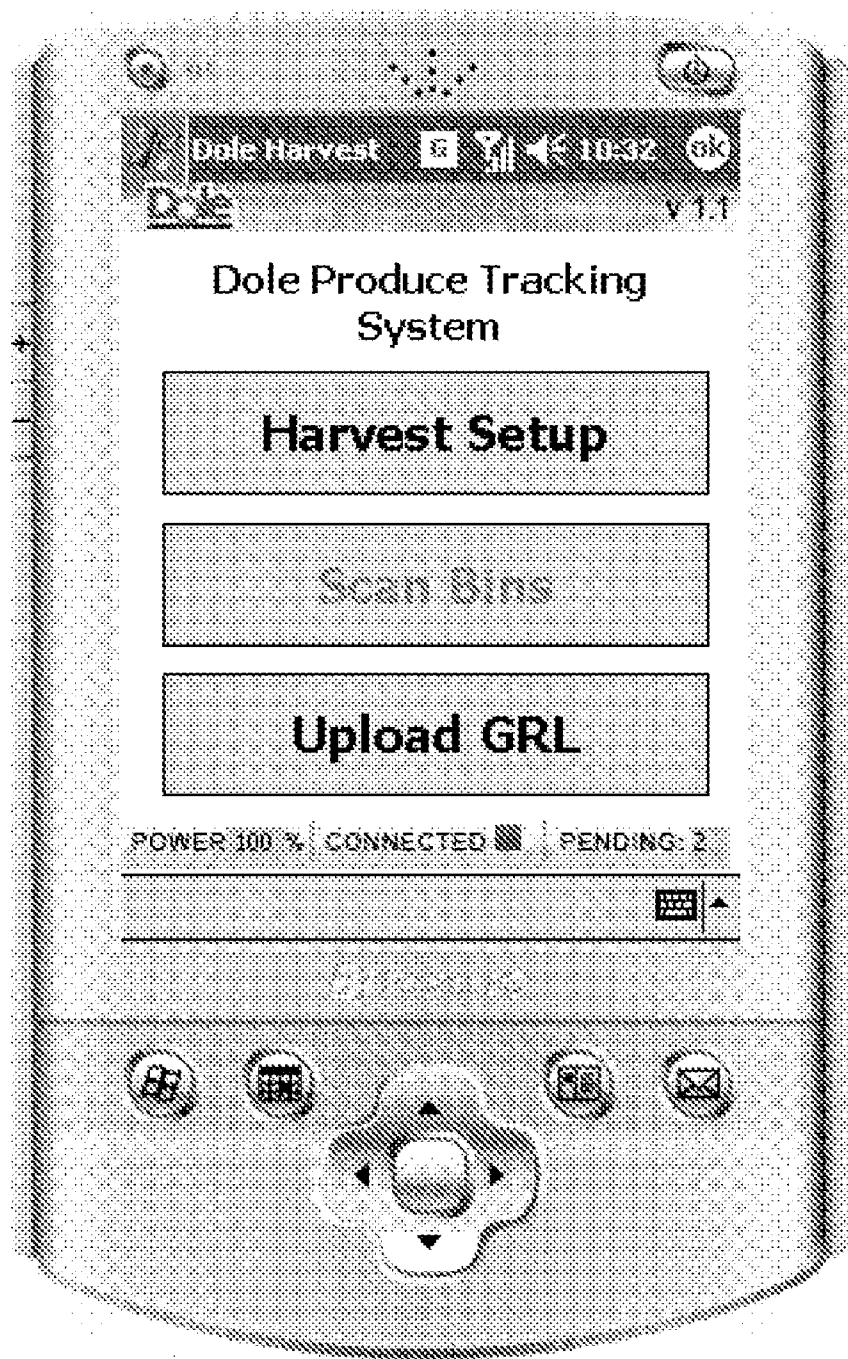 Dole Harvest G 10:32 ok
Dole v 1.1
Dole Produce Tracking
System
Harvest Setup
Scan Bins
Upload GRL
POWER 100 % CONNECTED PENDING: 2